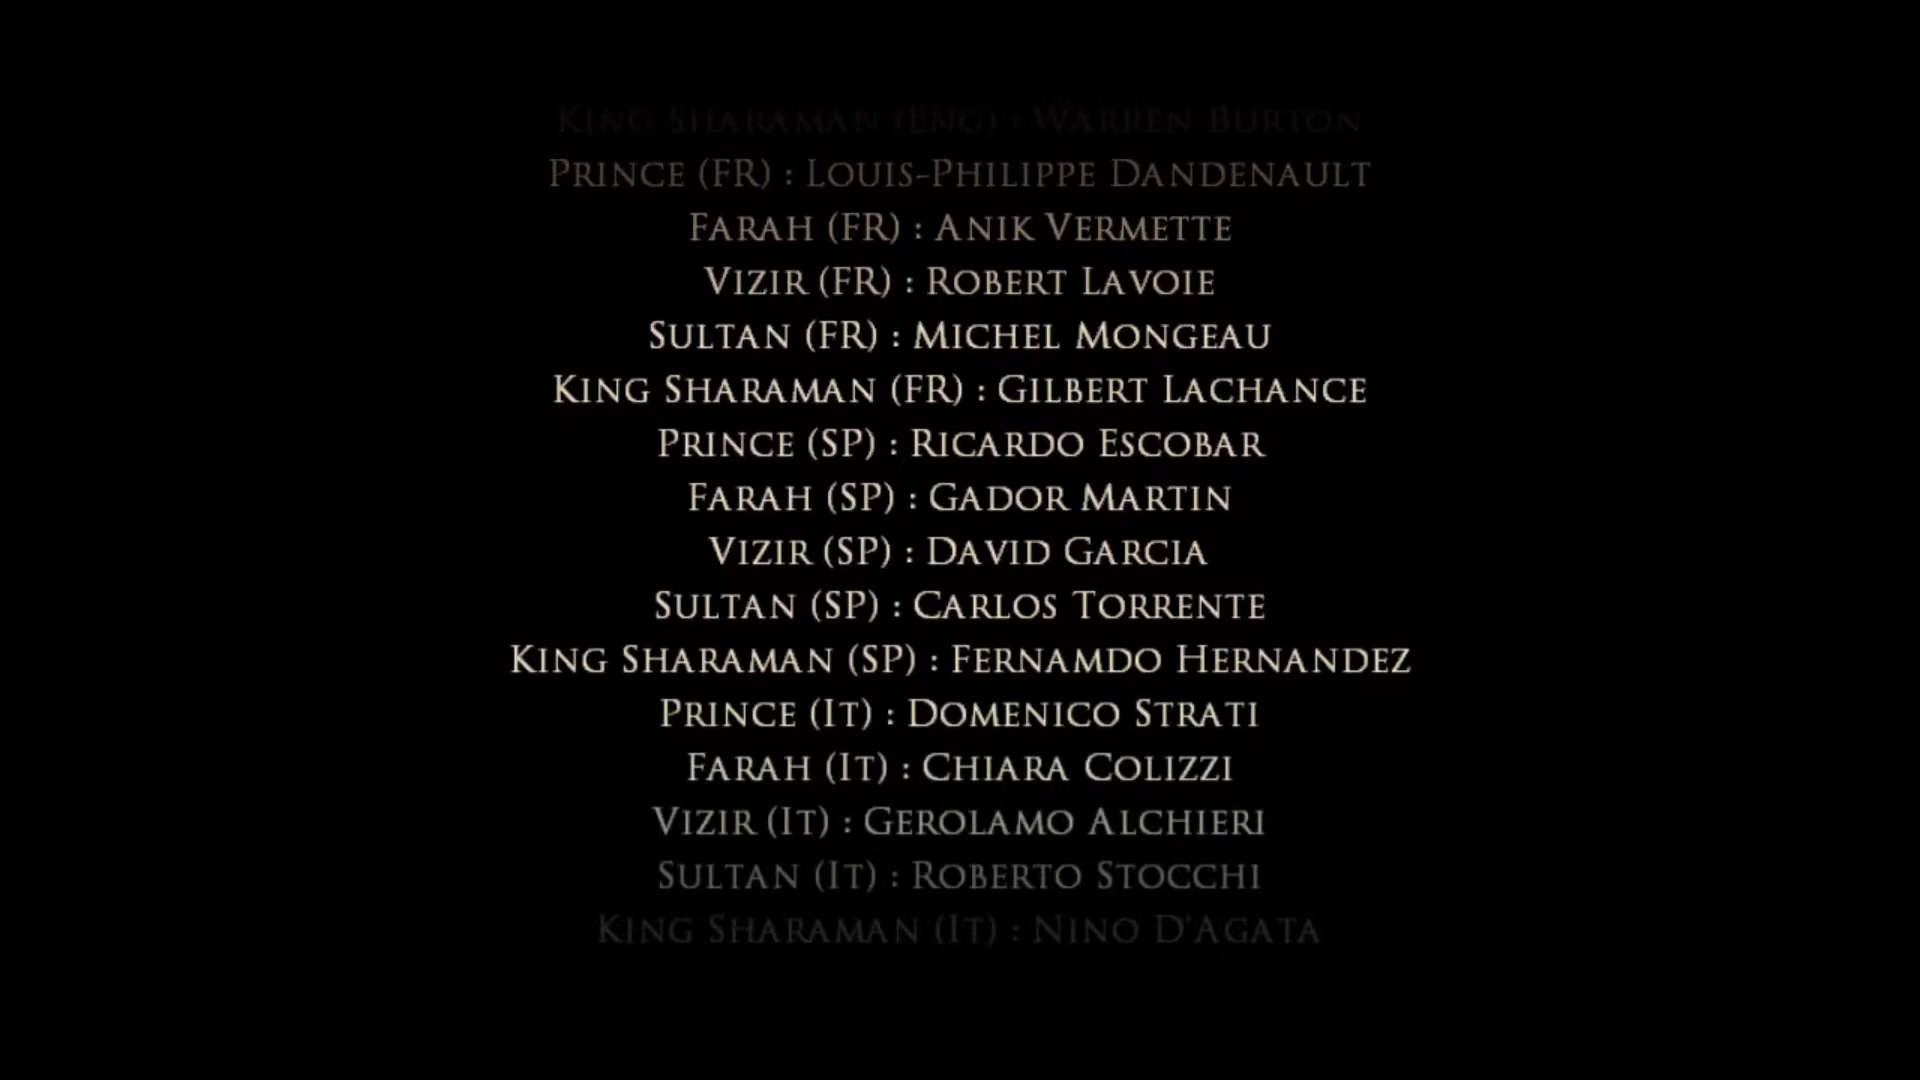 King Sharaman (Eng) : Warren Burton
Prince (FR) : Louis-Philippe Dandenault
Farah (FR) : Anik Vermette
Vizir (FR) : Robert Lavoie
Sultan (FR) : Michel Mongeau
King Sharaman (FR) : Gilbert Lachance
Prince (SP) : Ricardo Escobar
Farah (SP) : Gador Martin
Vizir (SP) : David Garcia
Sultan (SP) : Carlos Torrente
King Sharaman (SP) : Fernamdo Hernandez
Prince (It) : Domenico Strati
Farah (It) : Chiara Colizzi
Vizir (It) : Gerolamo Alchieri
Sultan (It) : Roberto Stocchi
King Sharaman (It) : Nino D'Agata